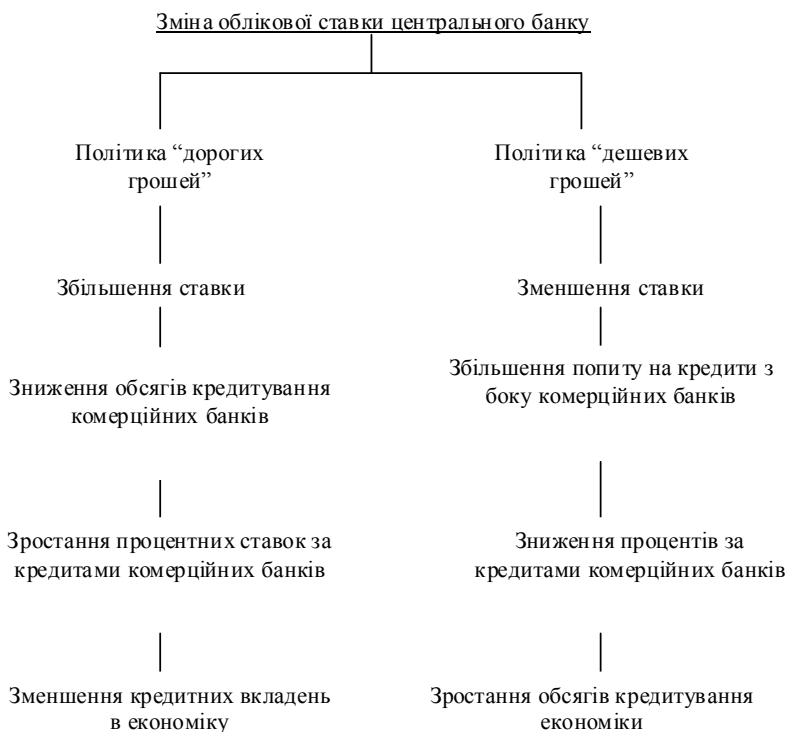 Зміна облікової ставки центрального банку
Політика “дорогих
грошей”
Збільшення ставки
Зниження обсягів кредитування
комерційних банків
Зростання процентних ставок за
кредитами комерційних банків
Зменшення кредитних вкладень
в економіку
Політика “дешевих
грошей”
Зменшення ставки
Збільшення попиту на кредити з
боку комерційних банків
Зниження процентів за
кредитами комерційних банків
Зростання обсягів кредитування
економіки